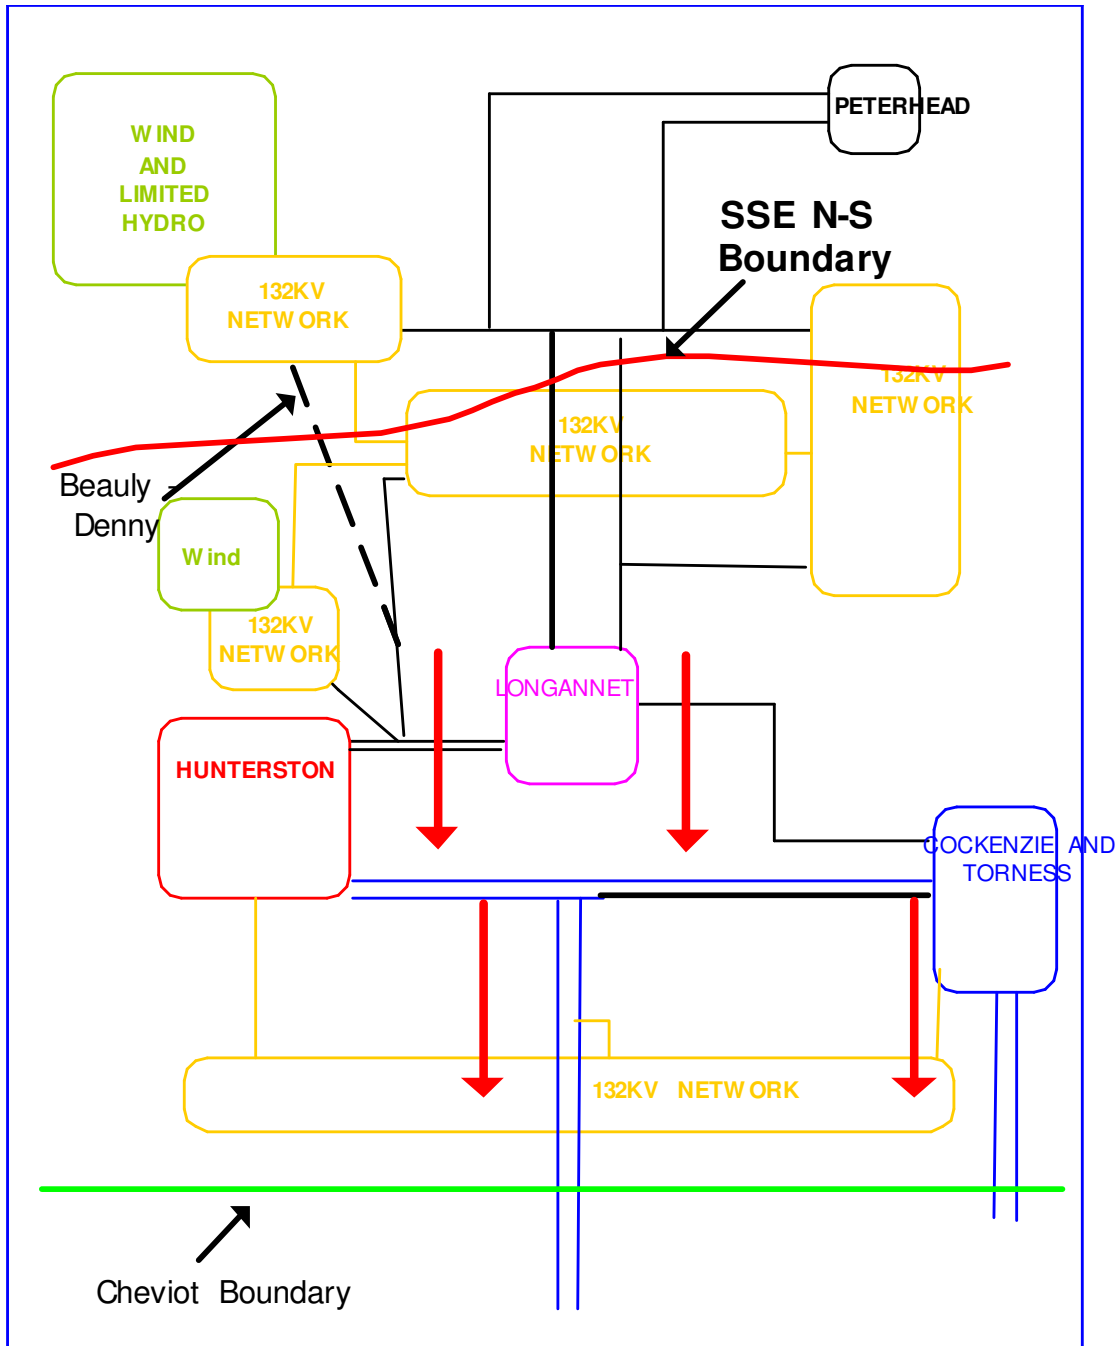 PETERHEAD
WIND
AND
LIMITED
HYDRO
SSE N-S
Boundary
132KV
NETWORK
132KV
NETWORK
132KV
NETWORK
Beauly -
Denny
Wind
132KV
NETWORK
LONGANNET
HUNTERSTON
COCKENZIE AND
TORNESS
132KV NETWORK
Cheviot Boundary